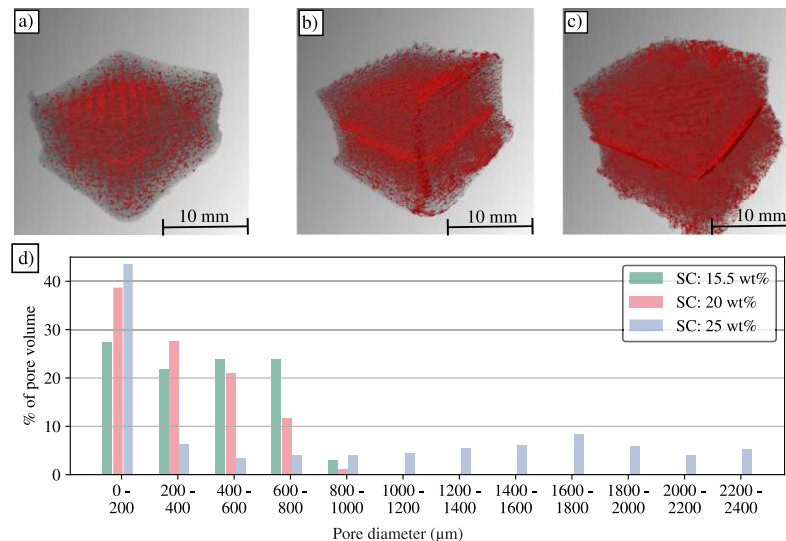 a)
b)
c)
10 mm
10 mm
10 mm
d)
% of pore volume
40
30
20
10
0
SC: 15.5 wt%
SC: 20 wt%
SC: 25 wt%
0 - 200 - 400 - 600 - 800 - 1000 - 1200 - 1400 - 1600 - 1800 - 2000 - 2200 -
200 400 600 800 1000 1200 1400 1600 1800 2000 2200 2400
Pore diameter (µm)